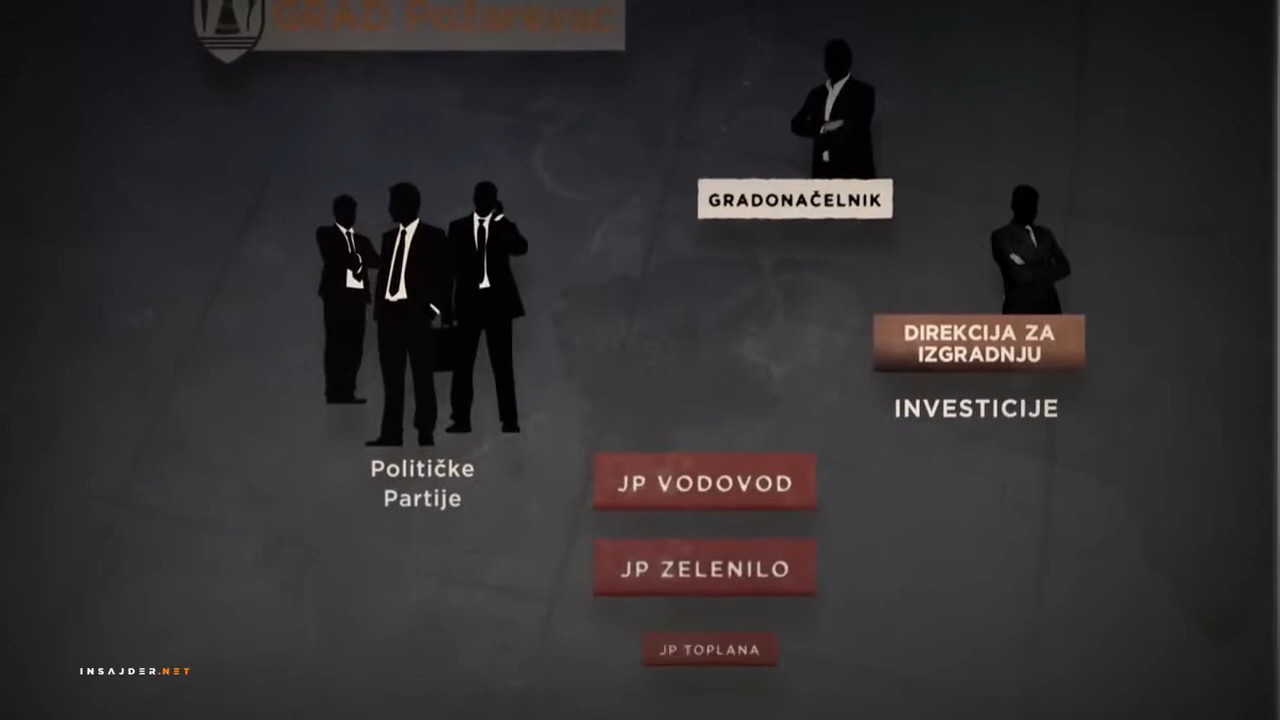 GRAD Požarevac
GRADONAČELNIK
DIREKCIJA ZA
IZGRADNJU
INVESTICIJE
Političke
Partije
JP VODOVOD
JP ZELENILO
JP TOPLANA
INSAJDER.NET